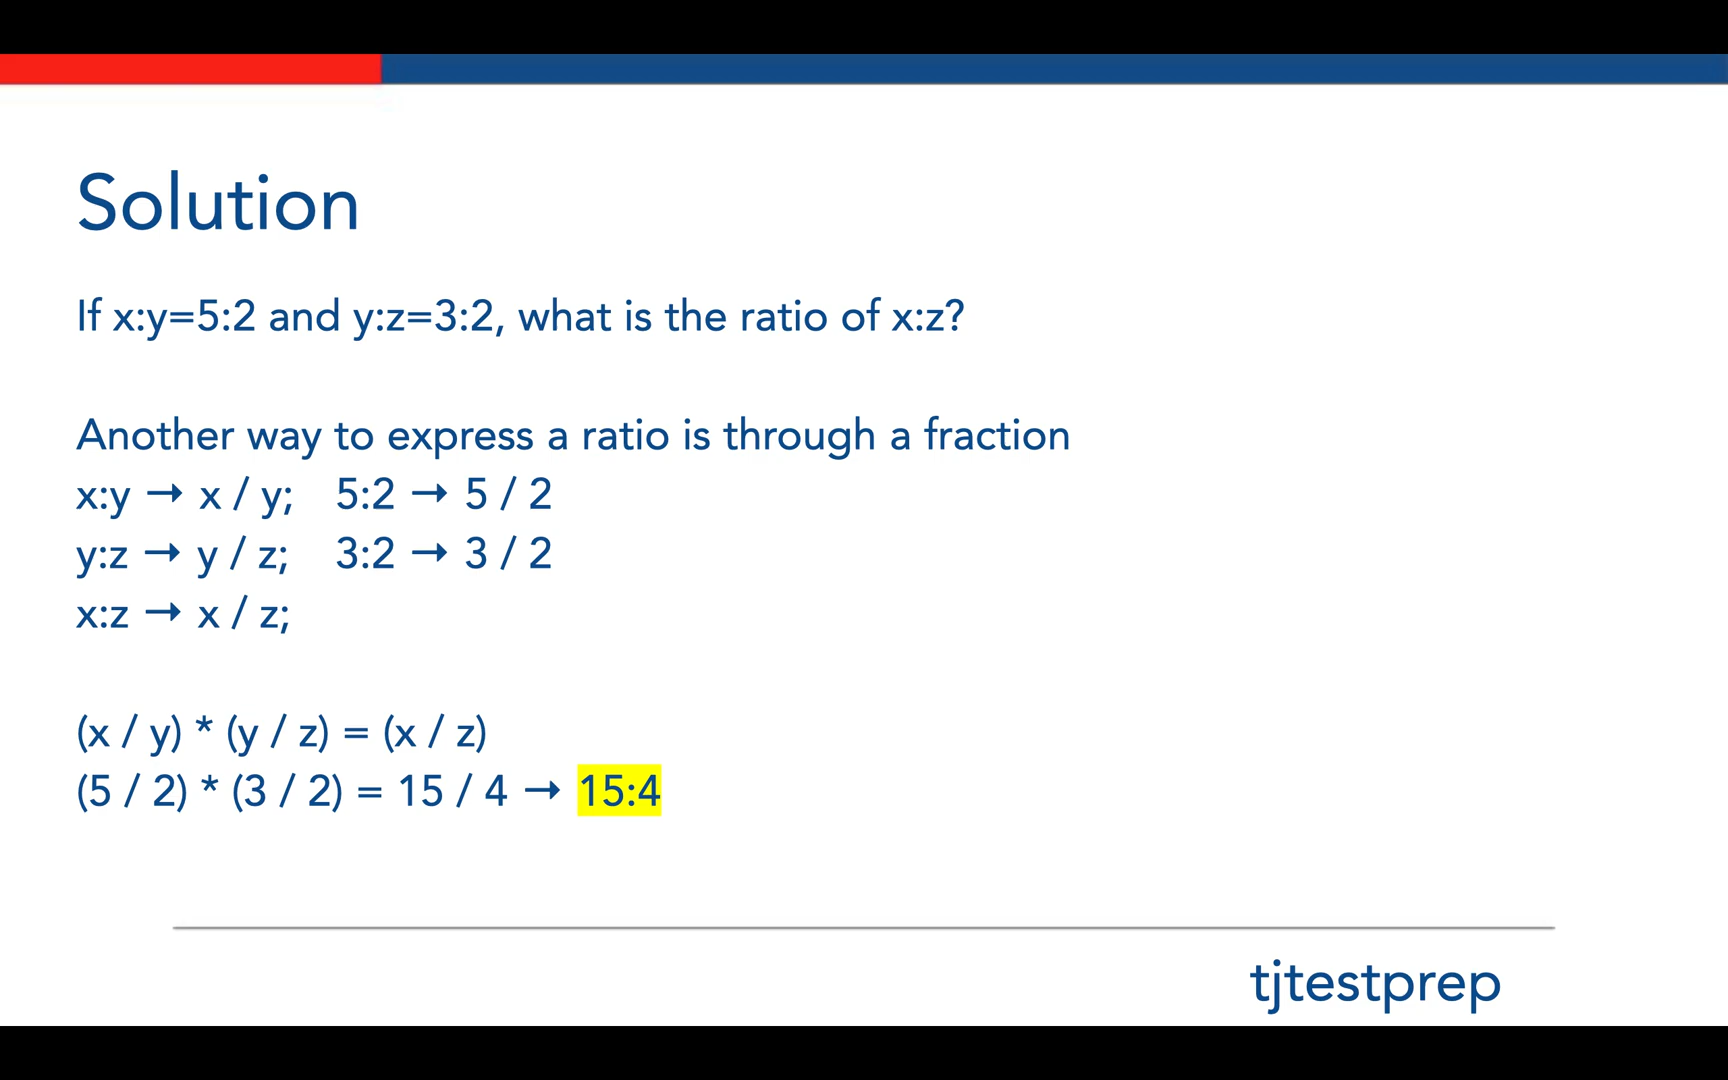 Solution
If x:y=5:2 and y:z=3:2, what is the ratio of x:z?
Another way to express a ratio is through a fraction
x:y → x / y; 5:2 → 5 / 2
y:z → y / z; 3:2 → 3 / 2
x:z → x / z;
(x / y) * (y / z) = (x / z)
(5 / 2) * (3 / 2) = 15 / 4 → 15:4
tjtestprep